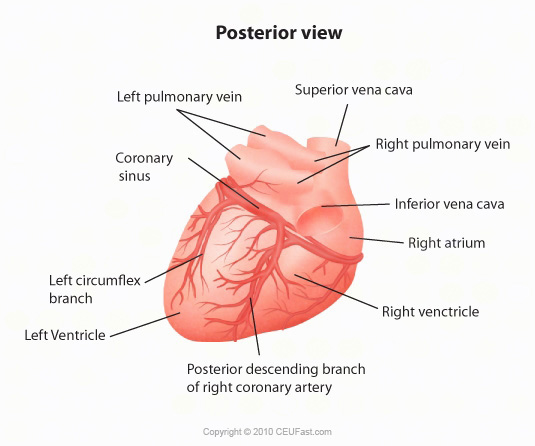 Posterior view
Superior vena cava
Left pulmonary vein
Right pulmonary vein
Coronary
sinus
Inferior vena cava
Right atrium
Left circumflex
branch
Right venctricle
Left Ventricle
Posterior descending branch
of right coronary artery
Copyright © 2010 CEUFast.com